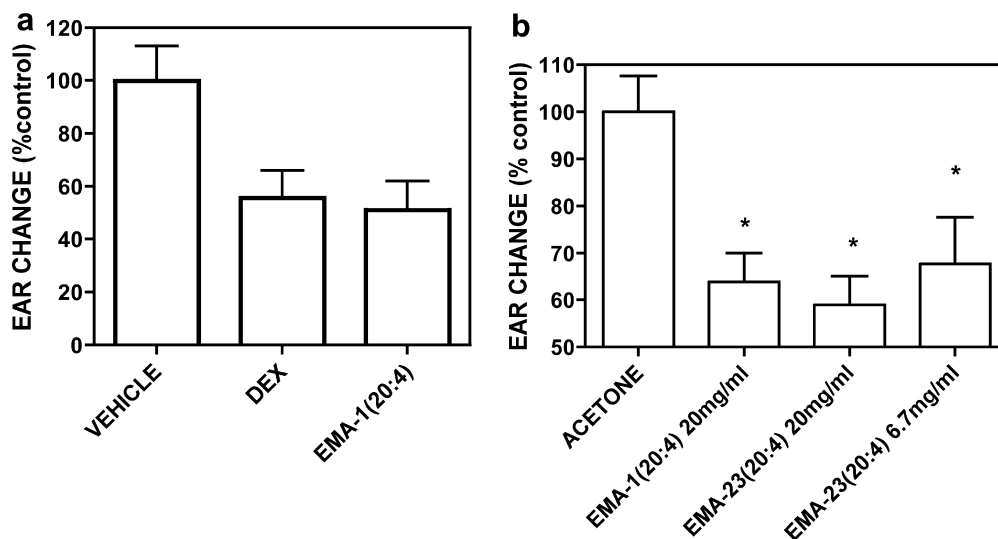 a
EAR CHANGE (%control)
120
100
80
60
40
20
0
VEHICLE
DEX
EMA-1(20:4)
b
EAR CHANGE (% control)
110
100
90
80
70
60
50
*
*
*
ACETONE
EMA-1(20:4) 20mg/ml
EMA-23(20:4) 20mg/ml
EMA-23(20:4) 6.7mg/ml